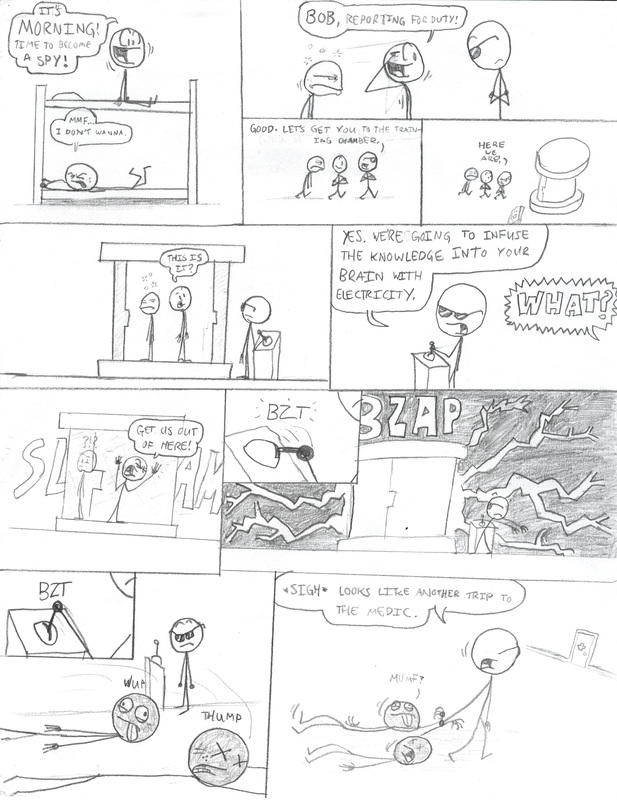 IT'S
MORNING!
TIME TO BECOME
A SPY!
MMF...
I DON'T WANNA.
BOB, REPORTING FOR DUTY!
GOOD. LET'S GET YOU TO THE TRAIN-
ING CHAMBER.
HERE
WE
ARE.
THIS IS
IT?
YES. WE'RE GOING TO INFUSE
THE KNOWLEDGE INTO YOUR
BRAIN WITH
ELECTRICITY.
WHAT?
SLAM
?!?
GET US OUT
OF HERE!
BZT
BZAP
BZT
WUP
THUMP
*SIGH* LOOKS LIKE ANOTHER TRIP TO
THE MEDIC.
MUMF?